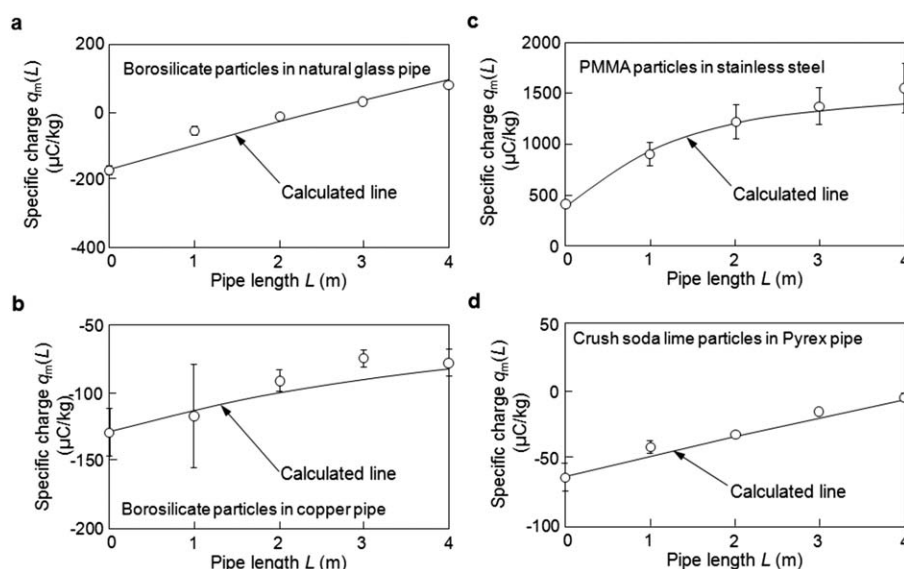 a
Specific charge qm(L)
(μC/kg)
200
0
-200
-400
Borosilicate particles in natural glass pipe
Calculated line
0 1 2 3 4
Pipe length L (m)
b
Specific charge qm(L)
(μC/kg)
-50
-100
-150
-200
Calculated line
Borosilicate particles in copper pipe
0 1 2 3 4
Pipe length L (m)
c
Specific charge qm(L)
(μC/kg)
2000
1500
1000
500
0
PMMA particles in stainless steel
Calculated line
0 1 2 3 4
Pipe length L (m)
d
Specific charge qm(L)
(μC/kg)
50
0
-50
-100
Crush soda lime particles in Pyrex pipe
Calculated line
0 1 2 3 4
Pipe length L (m)